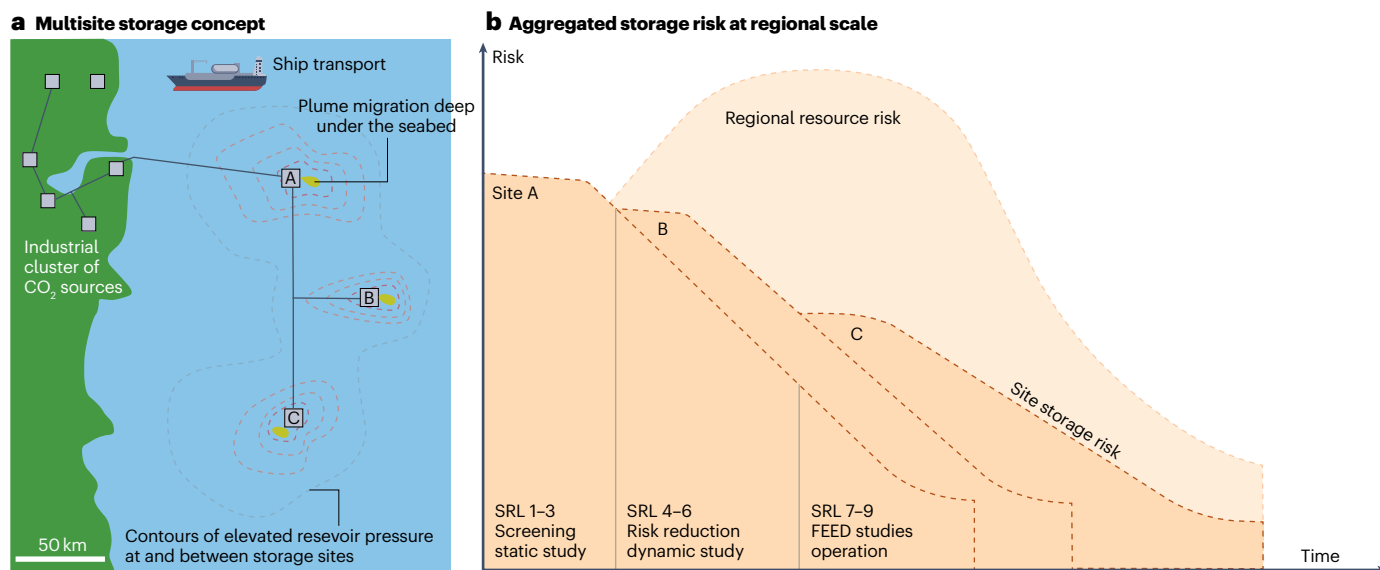 a Multisite storage concept
Ship transport
Plume migration deep
under the seabed
A
B
C
Industrial
cluster of
CO₂ sources
Contours of elevated resevoir pressure
at and between storage sites
50 km
b Aggregated storage risk at regional scale
Risk
Regional resource risk
Site A
B
C
Site storage risk
SRL 1–3
Screening
static study
SRL 4–6
Risk reduction
dynamic study
SRL 7–9
FEED studies
operation
Time